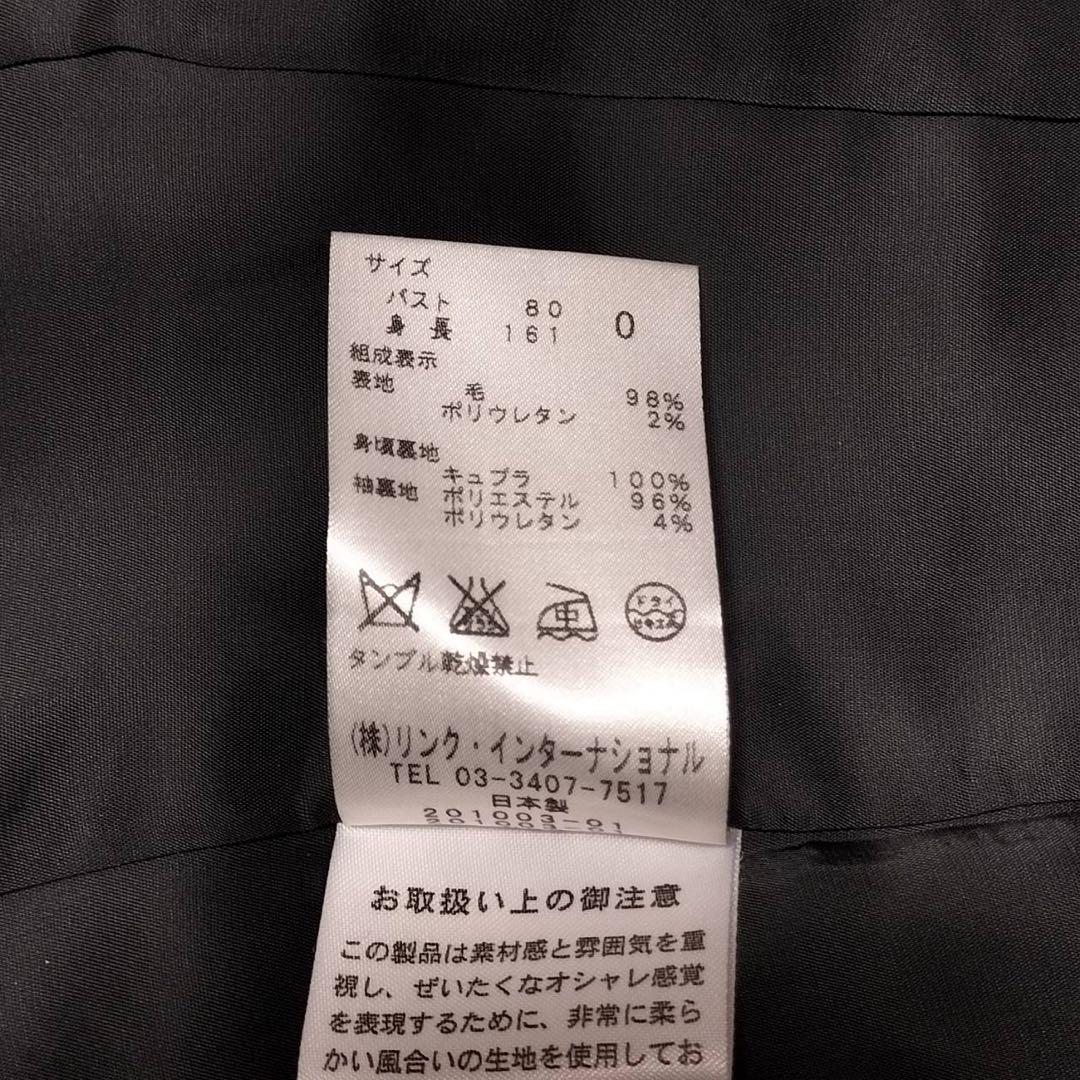 サイズ
バスト 80 0
身長 161
組成表示
表地 毛 98%
ポリウレタン 2%
身頃裏地
キュプラ 100%
袖裏地 ポリエステル 96%
ポリウレタン 4%
中 ドライ
タンブル乾燥禁止
(株)リンク・インターナショナル
TEL 03-3407-7517
日本製
201003-01
お取扱い上の御注意
この製品は素材感と雰囲気を重
視し、ぜいたくなオシャレ感覚
を表現するために、非常に柔ら
かい風合いの生地を使用してお